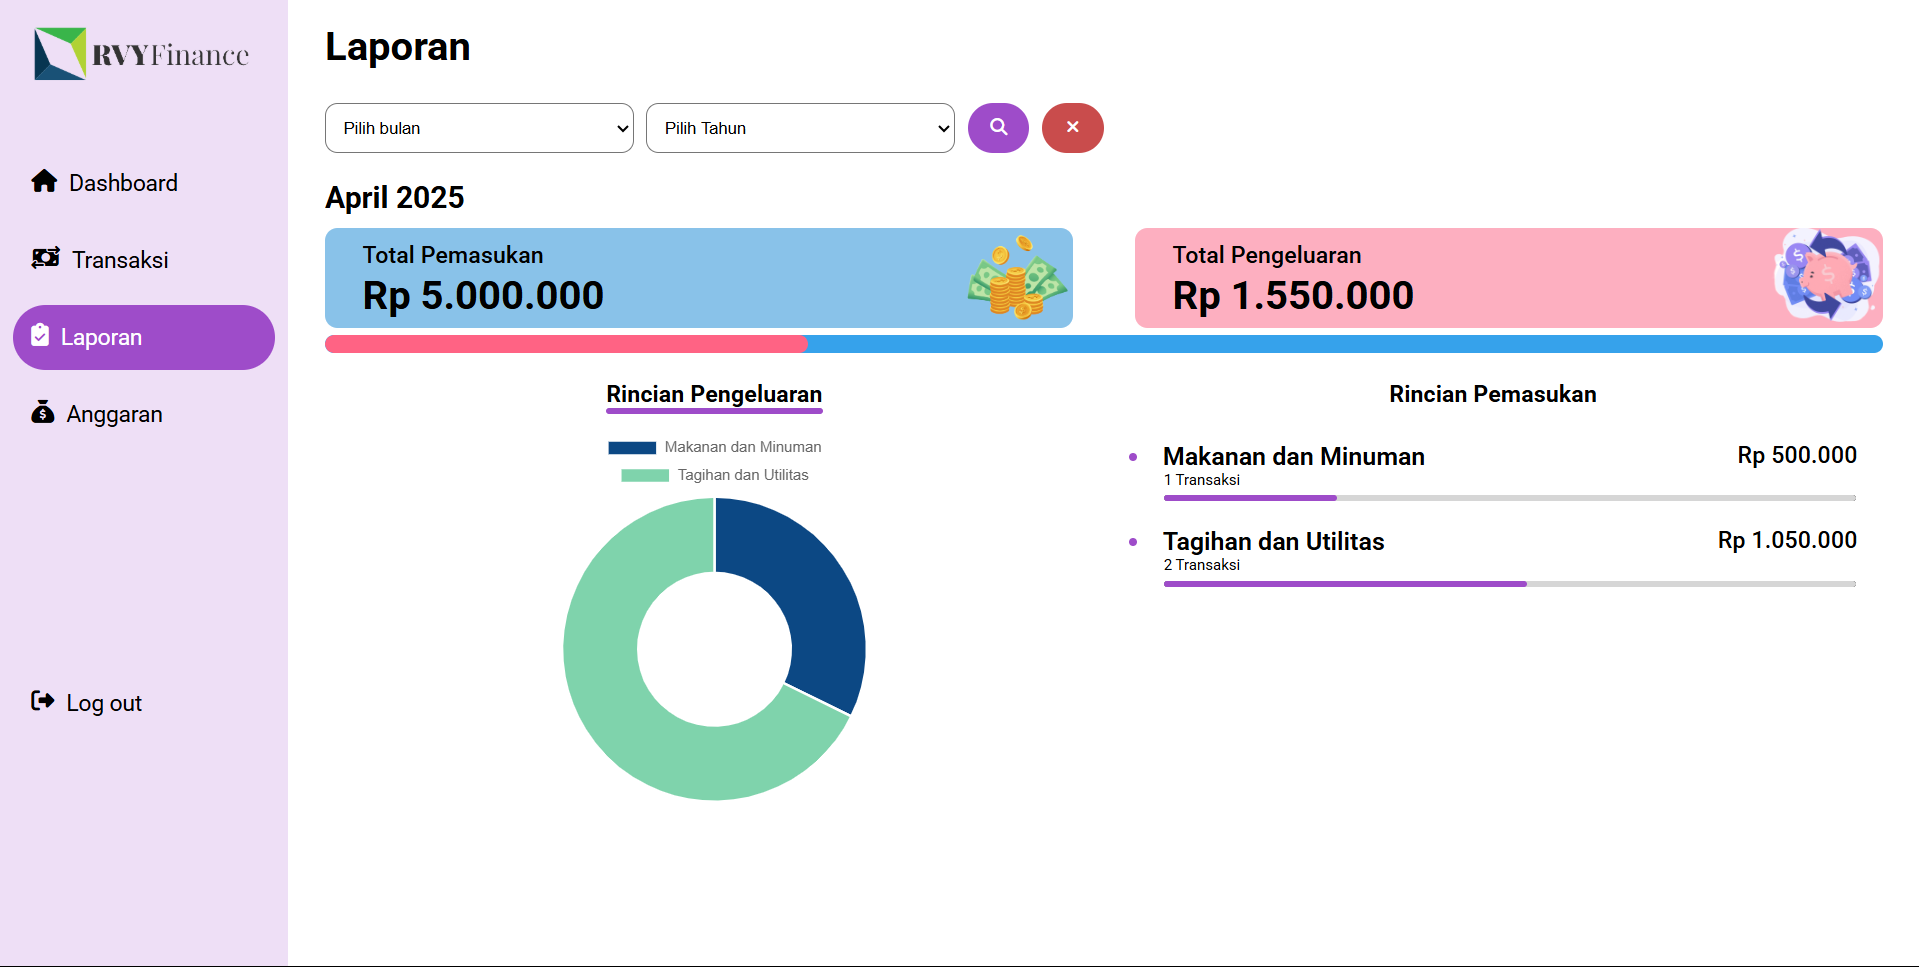 RVYFinance
Dashboard
Transaksi
Laporan
Anggaran
Log out
Laporan
Pilih bulan
Pilih Tahun
April 2025
Total Pemasukan
Rp 5.000.000
Total Pengeluaran
Rp 1.550.000
Rincian Pengeluaran
Makanan dan Minuman
Tagihan dan Utilitas
Rincian Pemasukan
Makanan dan Minuman
Rp 500.000
1 Transaksi
Tagihan dan Utilitas
Rp 1.050.000
2 Transaksi